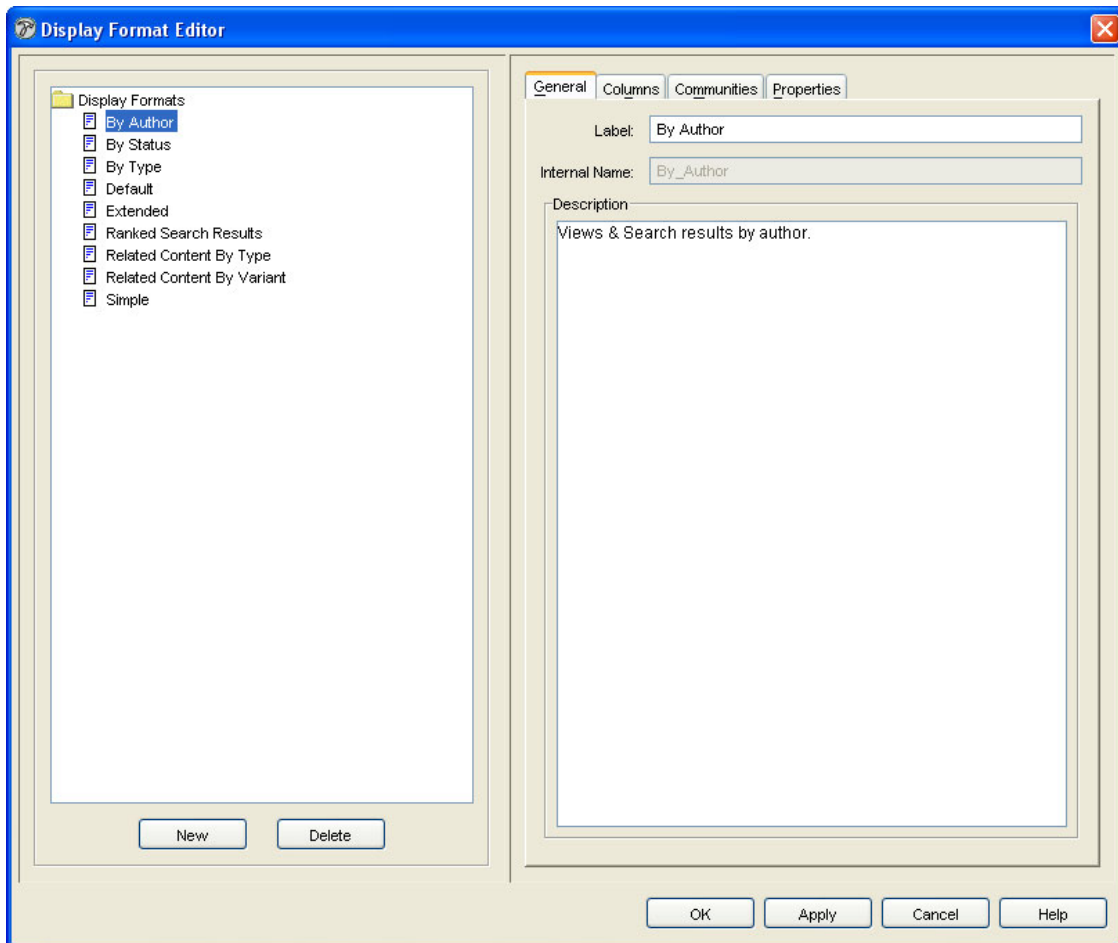 Display Format Editor
Display Formats
By Author
By Status
By Type
Default
Extended
Ranked Search Results
Related Content By Type
Related Content By Variant
Simple
New
Delete
General
Columns
Communities
Properties
Label:
By Author
Internal Name:
By_Author
Description
Views & Search results by author.
OK
Apply
Cancel
Help